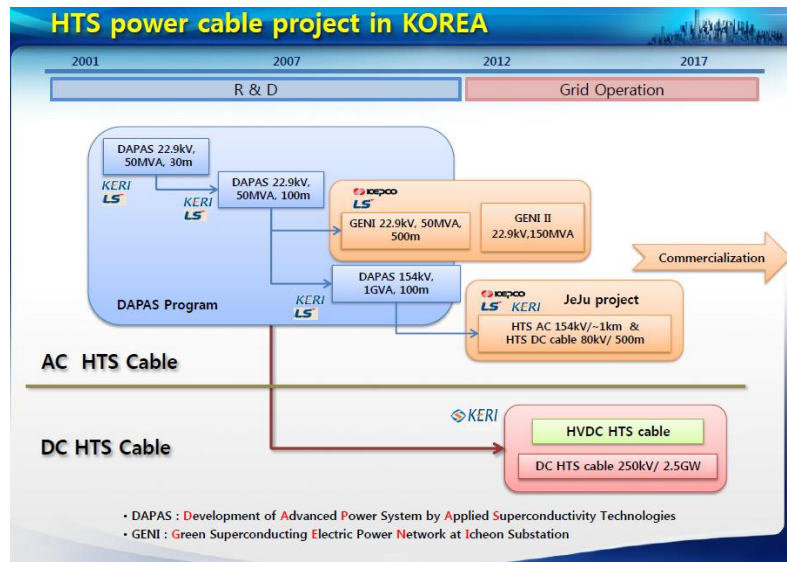 HTS power cable project in KOREA
2001 2007 2012 2017
R & D
Grid Operation
DAPAS 22.9kV,
50MVA, 30m
KERI
LS
DAPAS 22.9kV,
50MVA, 100m
KERI
LS
KEPCO
LS
GENI 22.9kV, 50MVA,
500m
GENI II
22.9kV,150MVA
Commercialization
DAPAS 154kV,
1GVA, 100m
KERI
LS
DAPAS Program
KEPCO
LS KERI JeJu project
HTS AC 154kV/~1km &
HTS DC cable 80kV/ 500m
AC HTS Cable
KERI
HVDC HTS cable
DC HTS Cable
DC HTS cable 250kV/ 2.5GW
• DAPAS : Development of Advanced Power System by Applied Superconductivity Technologies
• GENI : Green Superconducting Electric Power Network at Icheon Substation